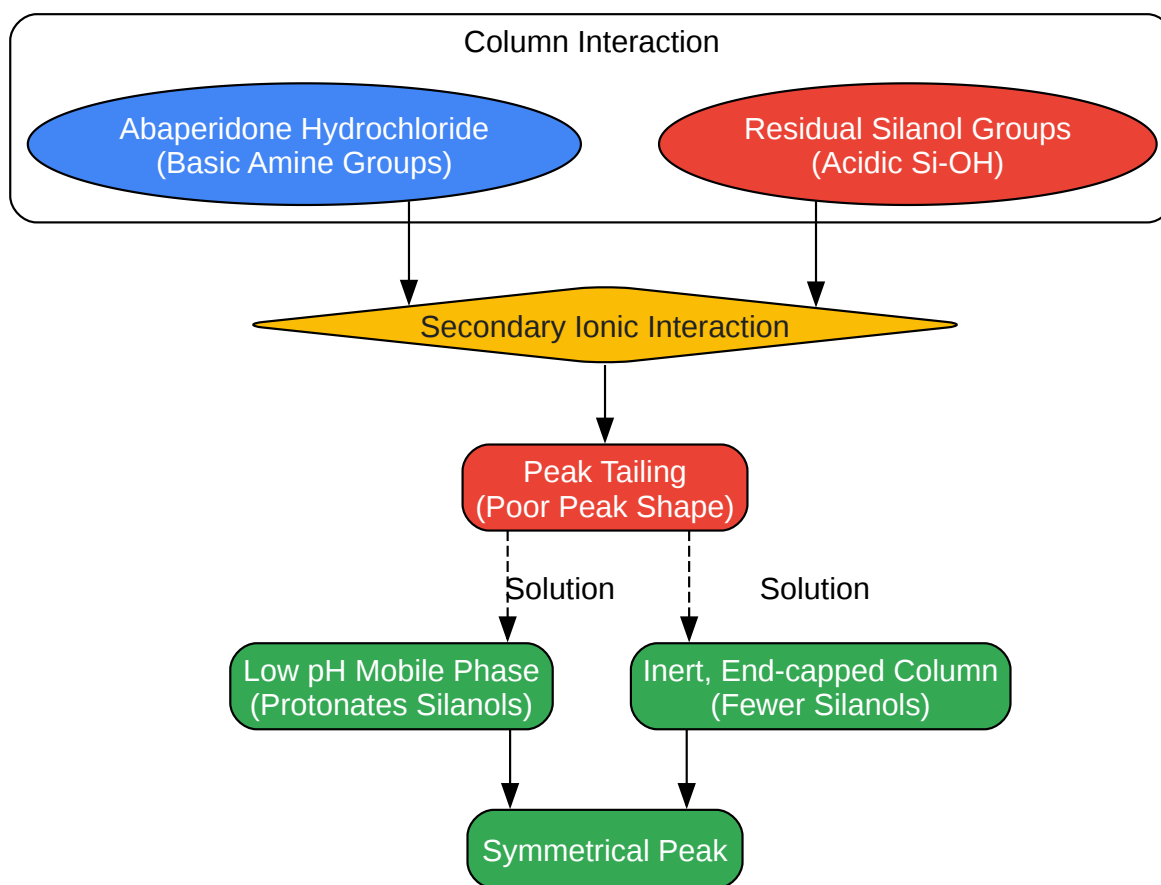 Column Interaction
Abaperidone Hydrochloride
(Basic Amine Groups)
Residual Silanol Groups
(Acidic Si-OH)
Secondary Ionic Interaction
Peak Tailing
(Poor Peak Shape)
Solution
Solution
Low pH Mobile Phase
(Protonates Silanols)
Inert, End-capped Column
(Fewer Silanols)
Symmetrical Peak